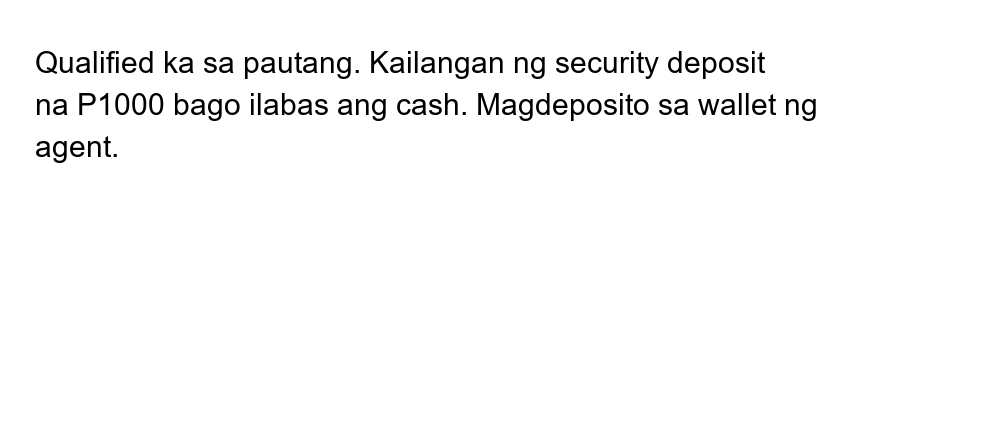 Qualified ka sa pautang. Kailangan ng security deposit
na P1000 bago ilabas ang cash. Magdeposito sa wallet ng
agent.